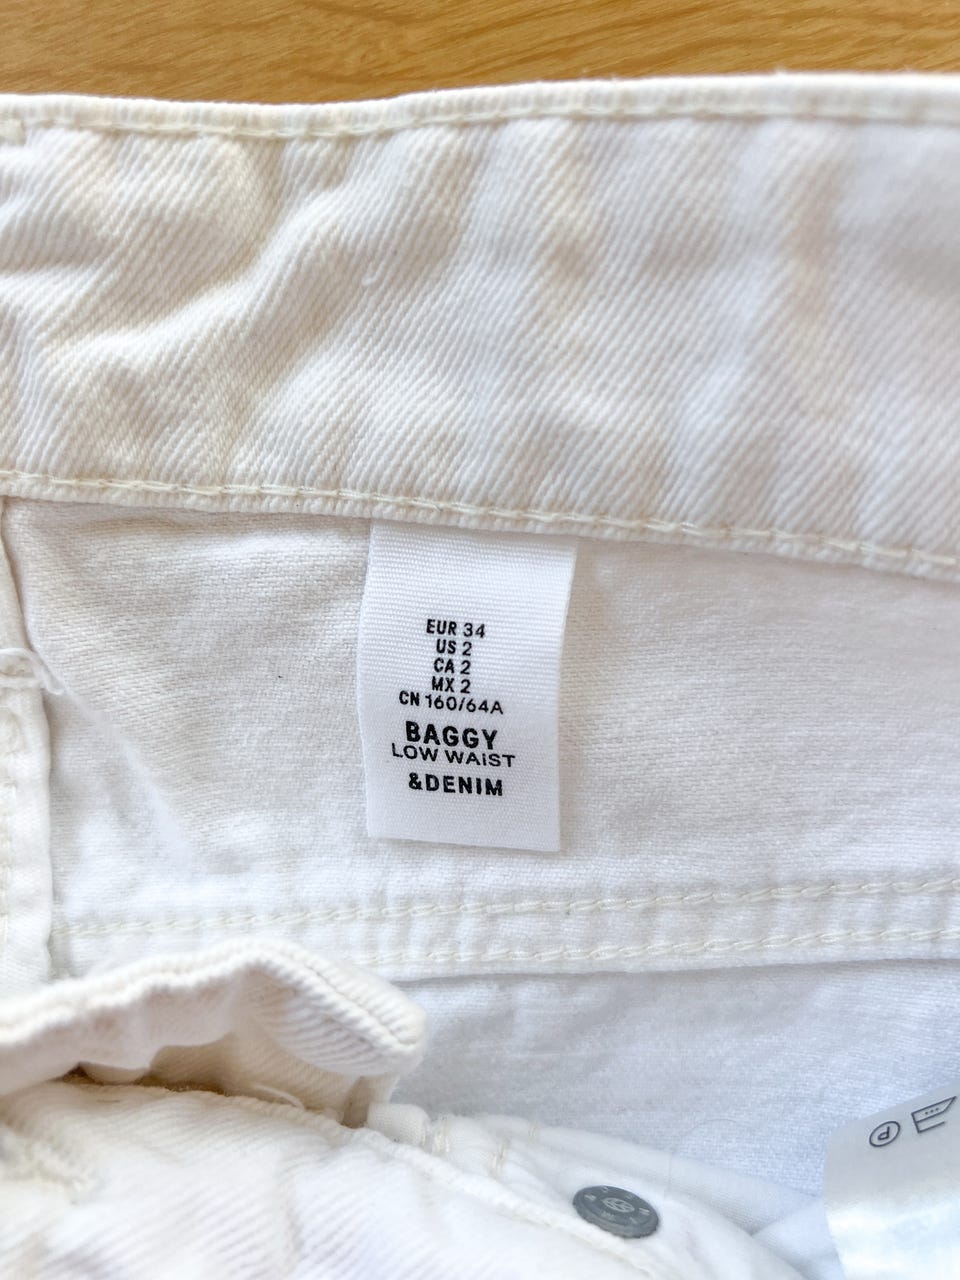 EUR 34
US 2
CA 2
MX 2
CN 160/64A
BAGGY
LOW WAIST
&DENIM
P